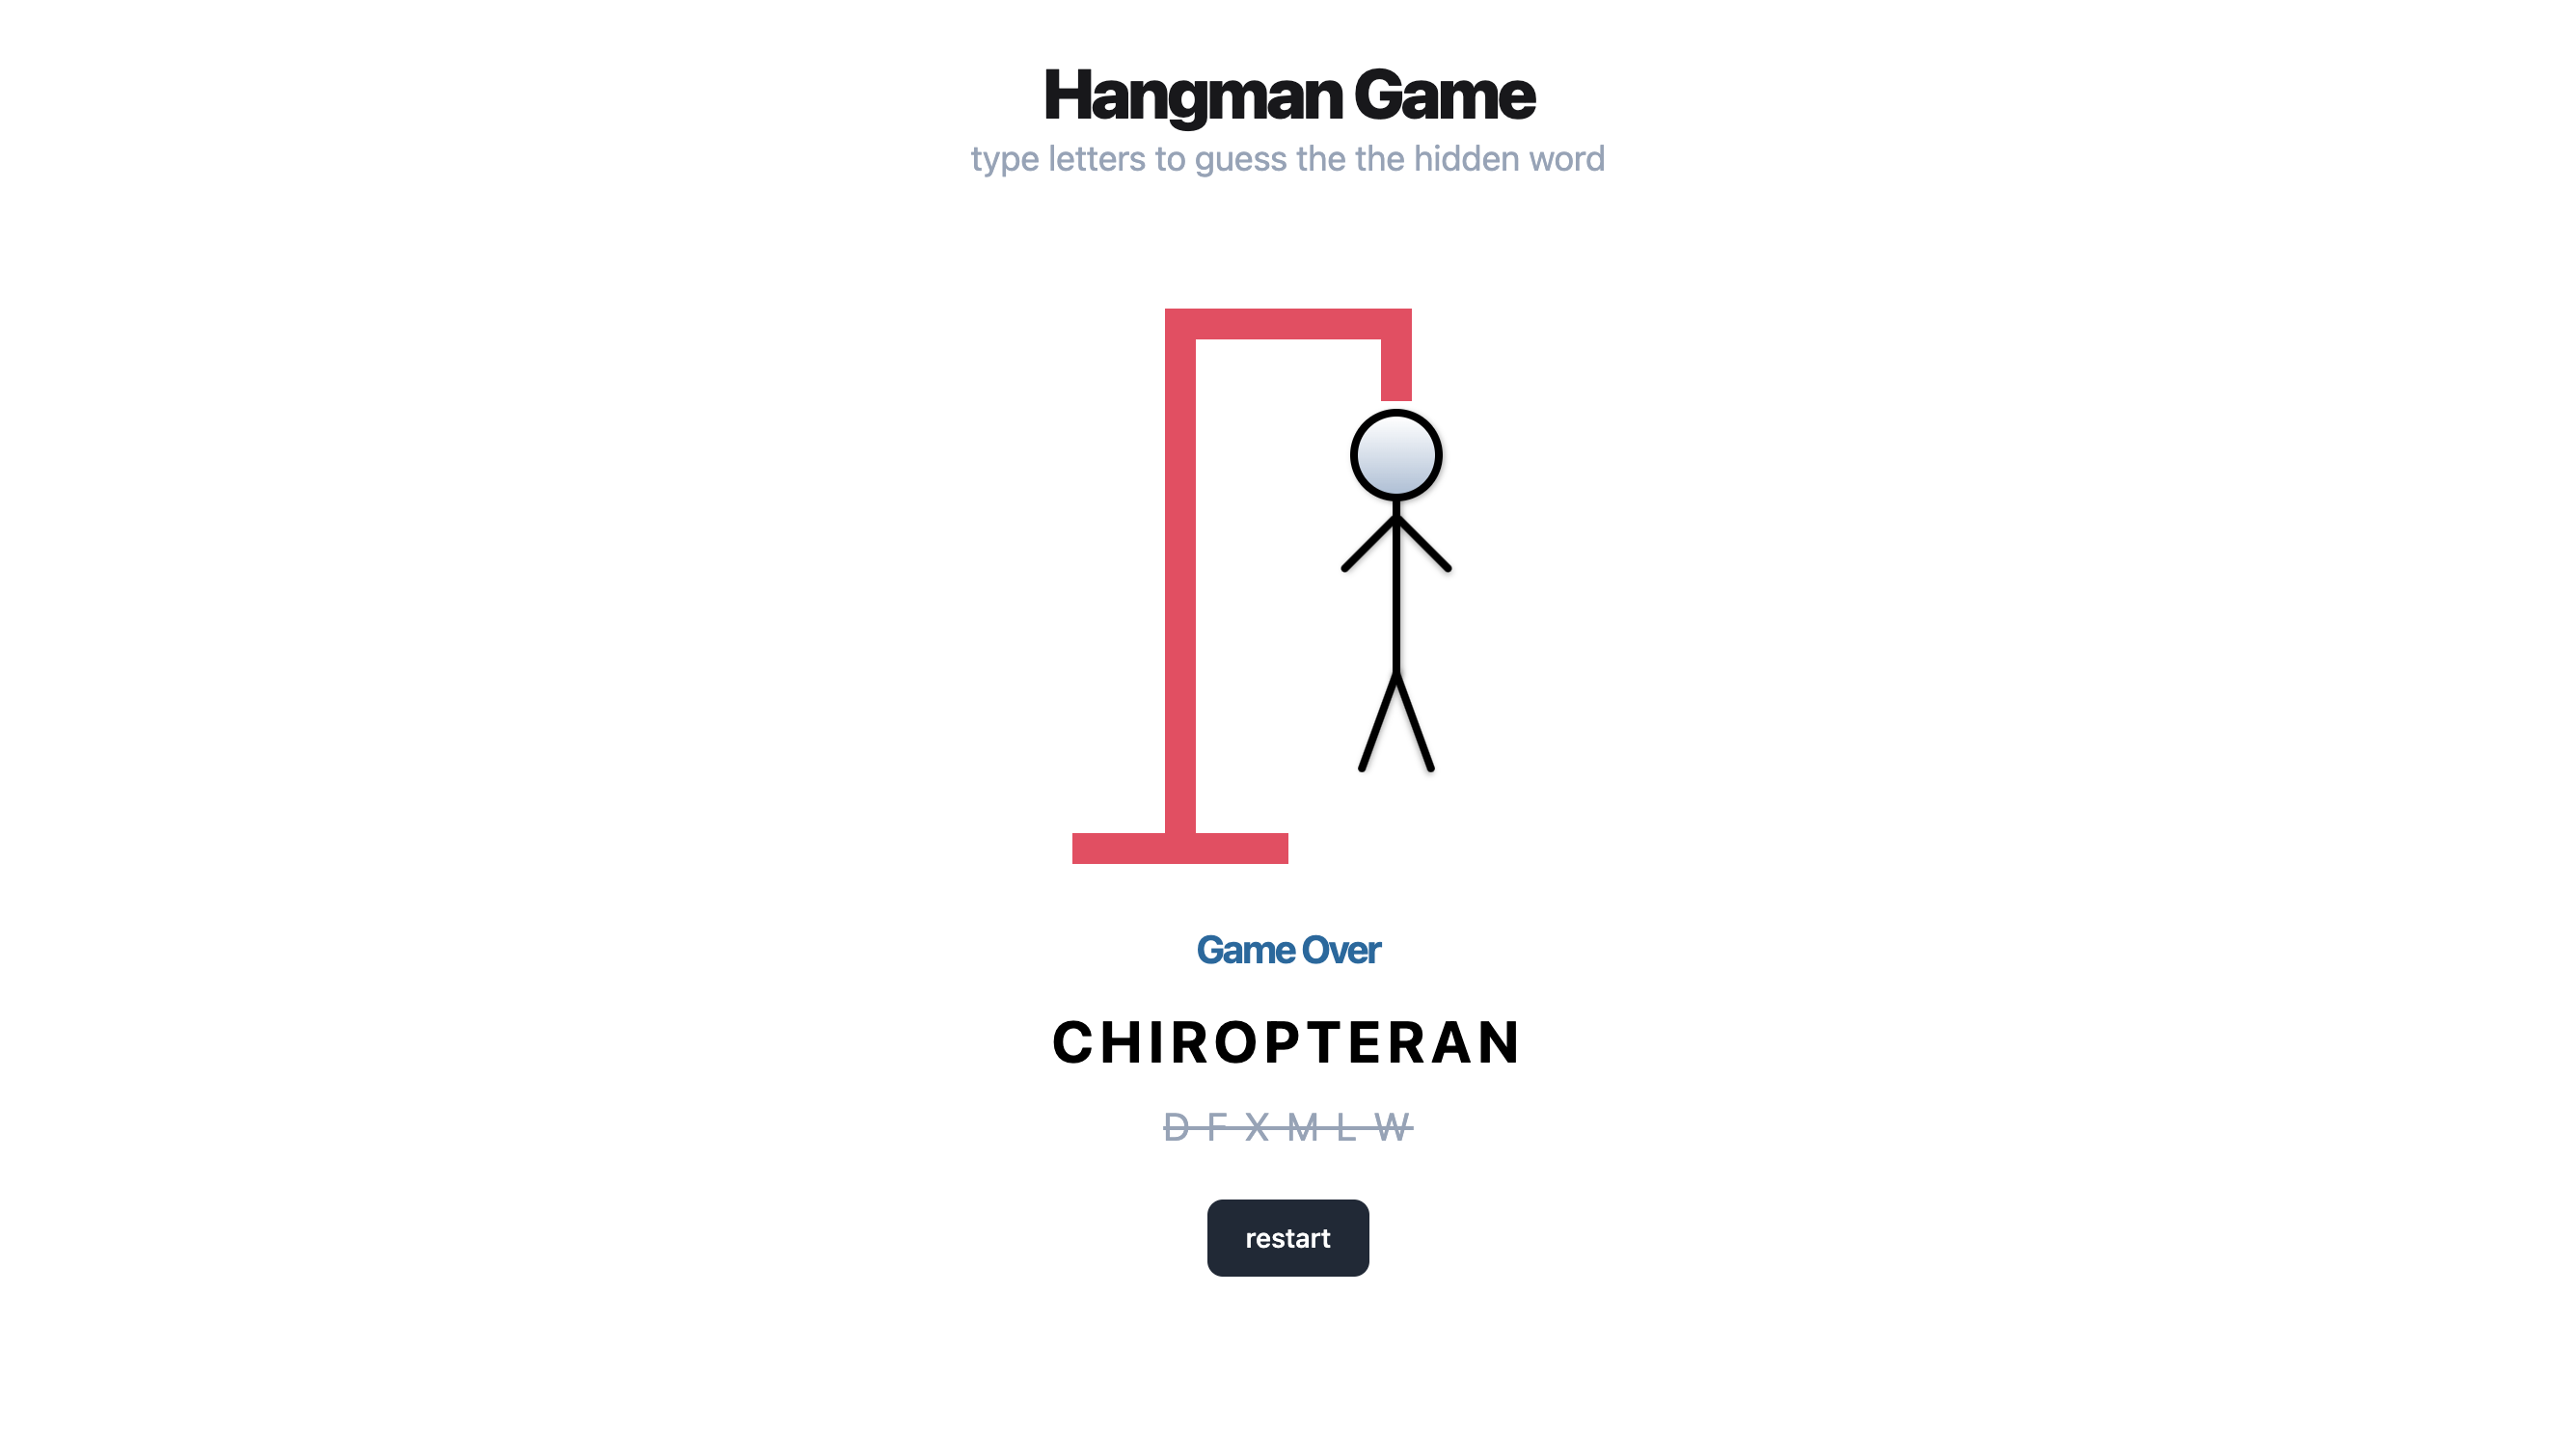 Hangman Game
type letters to guess the the hidden word
Game Over
CHIROPTERAN
D F X M L W
restart